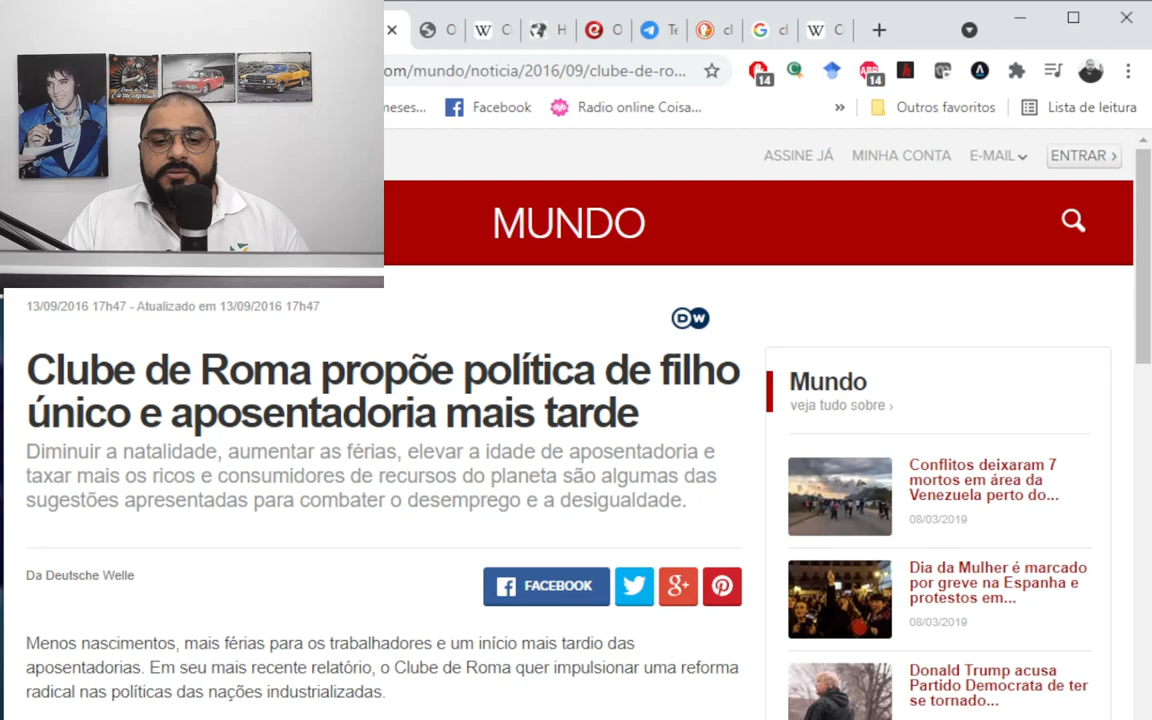 om/mundo/noticia/2016/09/clube-de-ro...
14
14
meses...
Facebook
Radio online Coisa...
»
Outros favoritos
Lista de leitura
ASSINE JÁ
MINHA CONTA
E-MAIL
ENTRAR ›
MUNDO
13/09/2016 17h47 - Atualizado em 13/09/2016 17h47
DW
Clube de Roma propõe política de filho
único e aposentadoria mais tarde
Diminuir a natalidade, aumentar as férias, elevar a idade de aposentadoria e
taxar mais os ricos e consumidores de recursos do planeta são algumas das
sugestões apresentadas para combater o desemprego e a desigualdade.
Da Deutsche Welle
FACEBOOK
Menos nascimentos, mais férias para os trabalhadores e um início mais tardio das
aposentadorias. Em seu mais recente relatório, o Clube de Roma quer impulsionar uma reforma
radical nas políticas das nações industrializadas.
Mundo
veja tudo sobre ›
Conflitos deixaram 7
mortos em área da
Venezuela perto do...
08/03/2019
Dia da Mulher é marcado
por greve na Espanha e
protestos em...
08/03/2019
Donald Trump acusa
Partido Democrata de ter
se tornado...